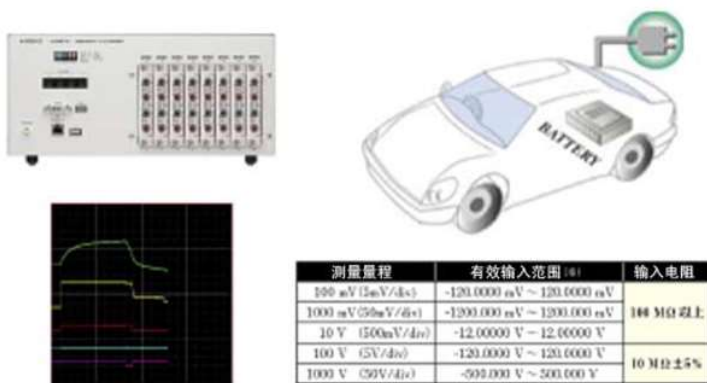 BATTERY
测量量程 有效输入范围 输入电阻
100 mV (5mV/div) -120.0000 mV ~ 120.0000 mV 100 MΩ 以上
1000 mV (50mV/div) -1200.000 mV ~ 1200.000 mV
10 V (500mV/div) -12.00000 V ~ 12.00000 V
100 V (5V/div) -120.0000 V ~ 120.0000 V 10 MΩ ±5%
1000 V (50V/div) -500.000 V ~ 500.000 V